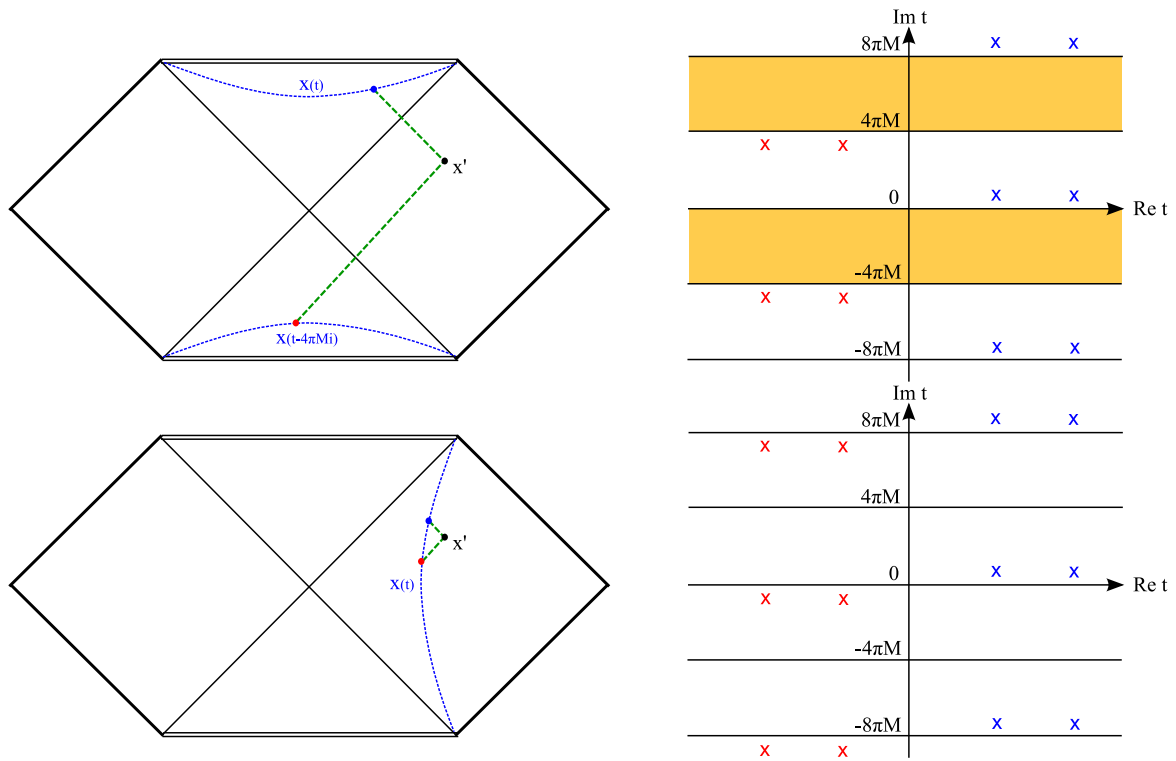 X(t)
x'
X(t-4πMi)
Im t
8πM
x x
4πM
x x
0
x x
Re t
-4πM
x x
-8πM
x x
X(t)
x'
Im t
8πM
x x
x x
4πM
0
x x
Re t
x x
-4πM
-8πM
x x
x x